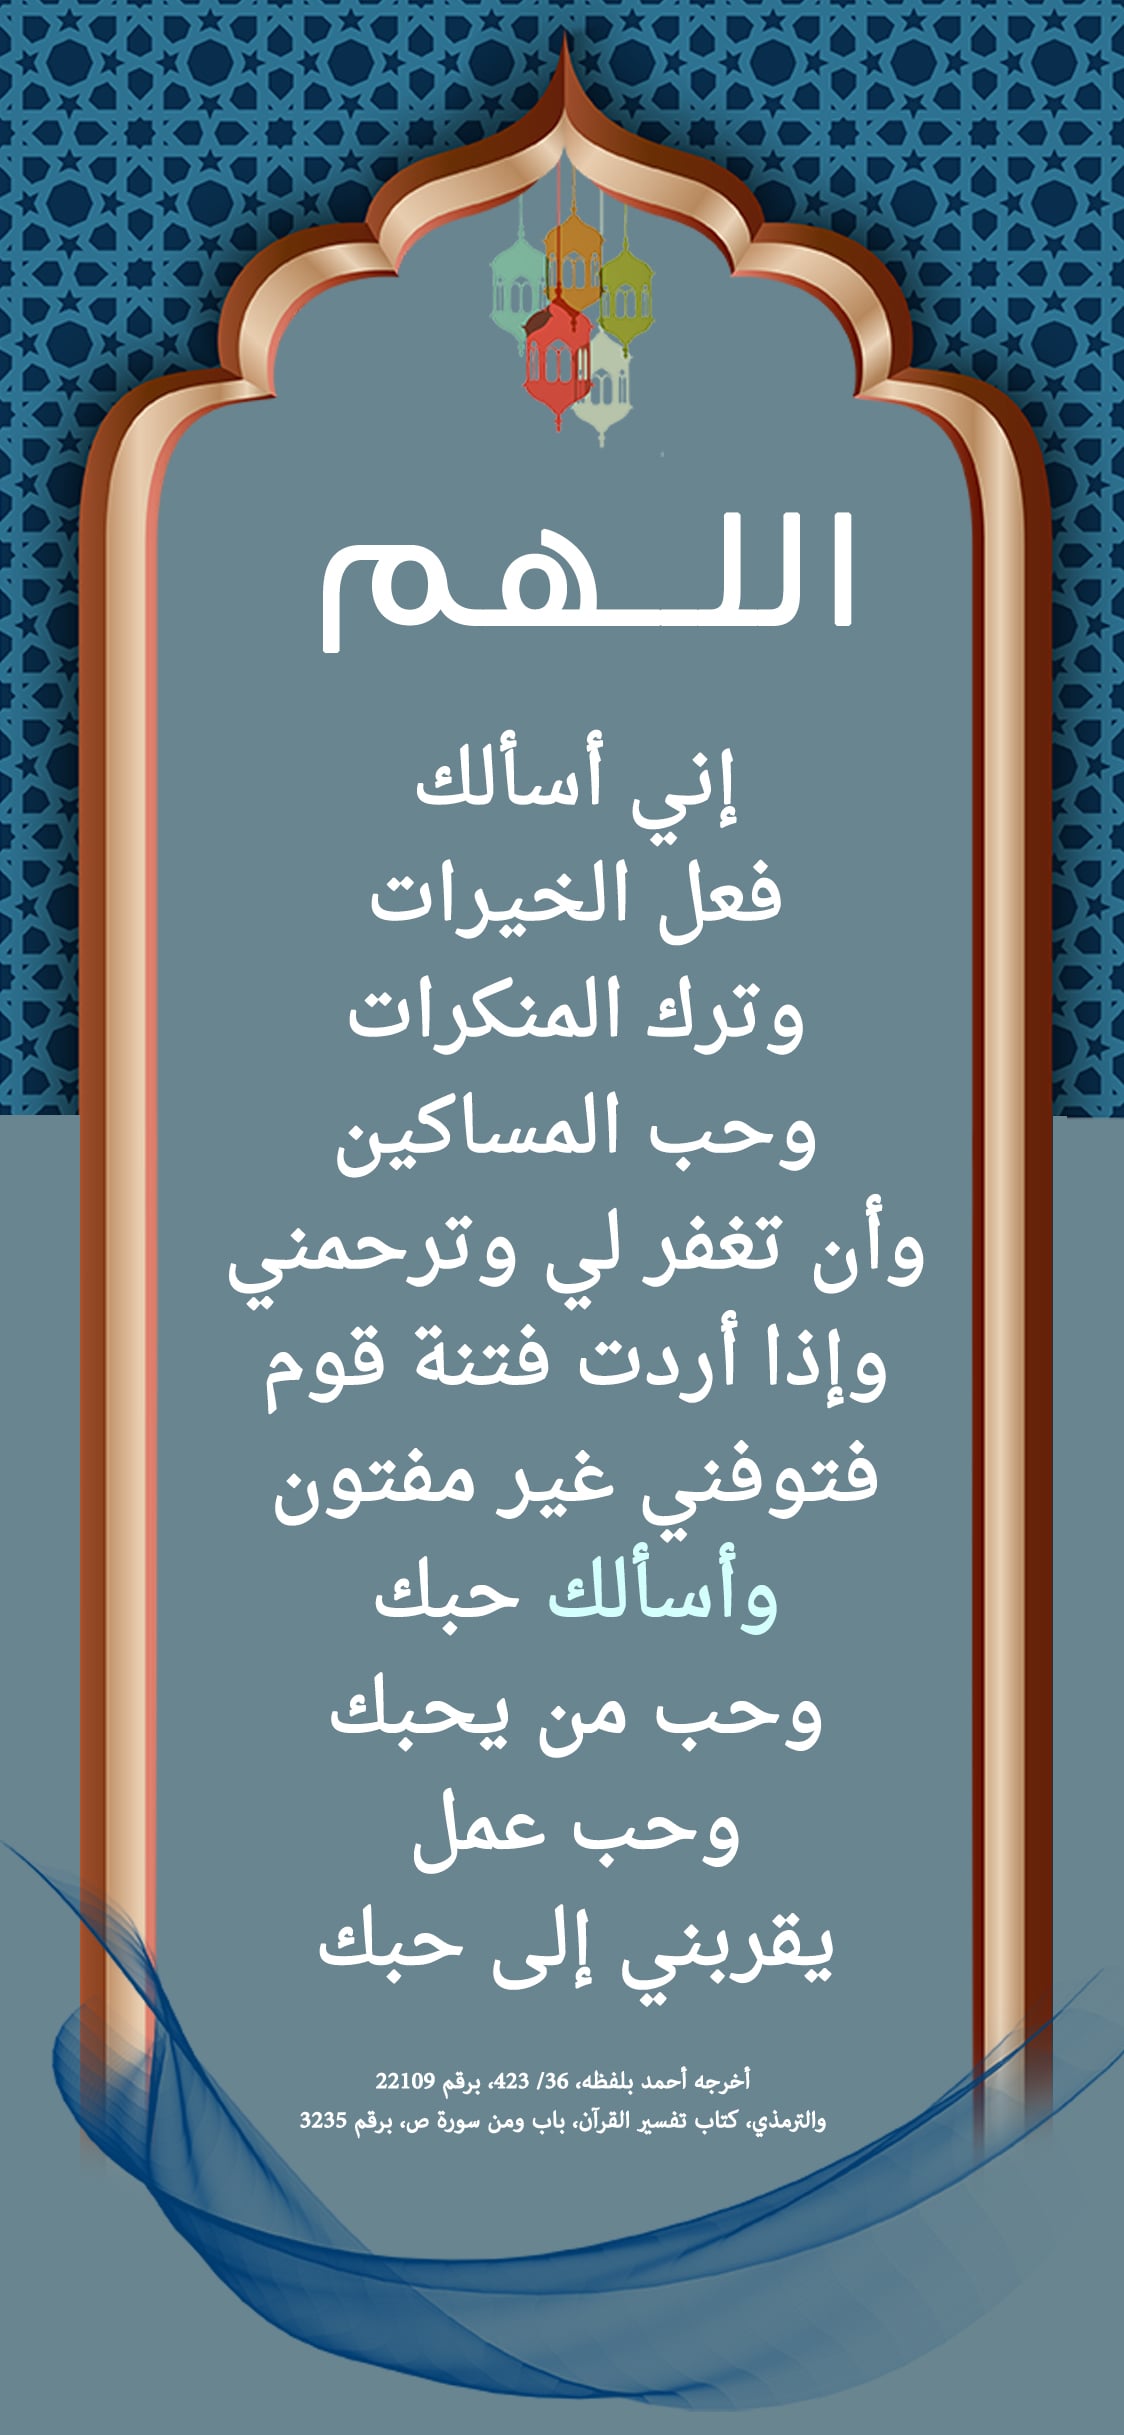 اللهم
إني أسألك
فعل الخيرات
وترك المنكرات
وحب المساكين
وأن تغفر لي وترحمني
وإذا أردت فتنة قوم
فتوفني غير مفتون
وأسألك حبك
وحب من يحبك
وحب عمل
يقربني إلى حبك
أخرجه أحمد بلفظه، 36/ 423، برقم 22109
والترمذي، كتاب تفسير القرآن، باب ومن سورة ص، برقم 3235